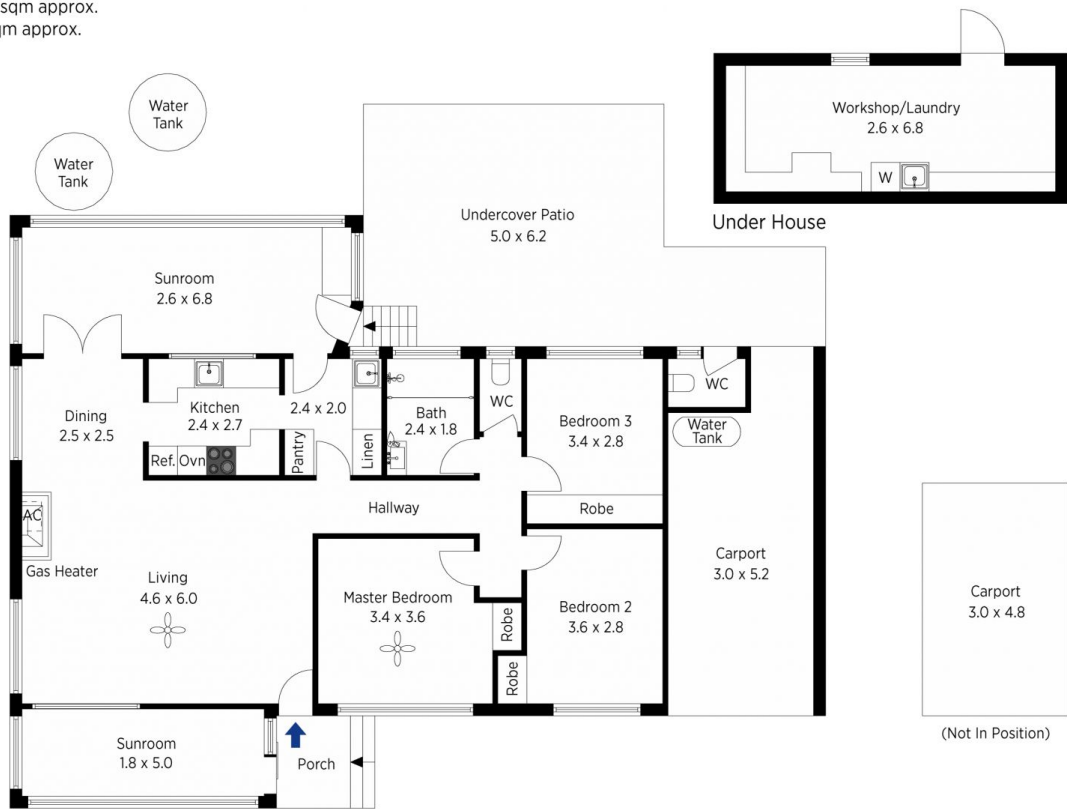 sqm approx.
qm approx.
Water
Tank
Water
Tank
Workshop/Laundry
2.6 x 6.8
W
Under House
Undercover Patio
5.0 x 6.2
Sunroom
2.6 x 6.8
Dining
2.5 x 2.5
Kitchen
2.4 x 2.7
Ref.
Ovn
2.4 x 2.0
Pantry
Linen
Bath
2.4 x 1.8
WC
Bedroom 3
3.4 x 2.8
Robe
WC
Water
Tank
Hallway
AC
Gas Heater
Living
4.6 x 6.0
Master Bedroom
3.4 x 3.6
Robe
Robe
Bedroom 2
3.6 x 2.8
Carport
3.0 x 5.2
Carport
3.0 x 4.8
(Not In Position)
Sunroom
1.8 x 5.0
Porch